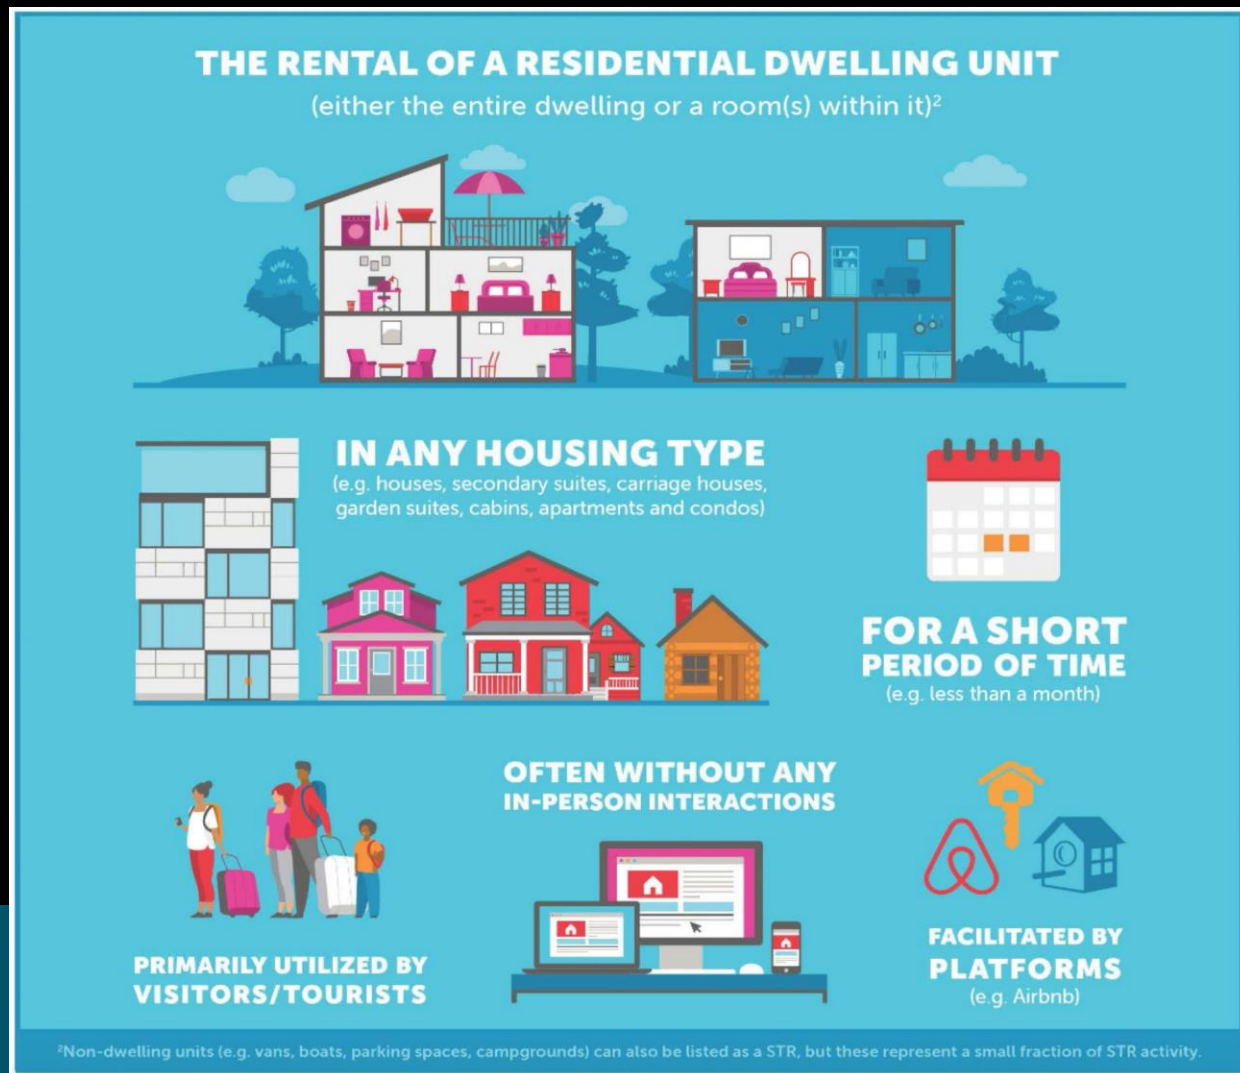 THE RENTAL OF A RESIDENTIAL DWELLING UNIT
(either the entire dwelling or a room(s) within it)²
IN ANY HOUSING TYPE
(e.g. houses, secondary suites, carriage houses,
garden suites, cabins, apartments and condos)
FOR A SHORT
PERIOD OF TIME
(e.g. less than a month)
PRIMARILY UTILIZED BY
VISITORS/TOURISTS
OFTEN WITHOUT ANY
IN-PERSON INTERACTIONS
FACILITATED BY
PLATFORMS
(e.g. Airbnb)
²Non-dwelling units (e.g. vans, boats, parking spaces, campgrounds) can also be listed as a STR, but these represent a small fraction of STR activity.